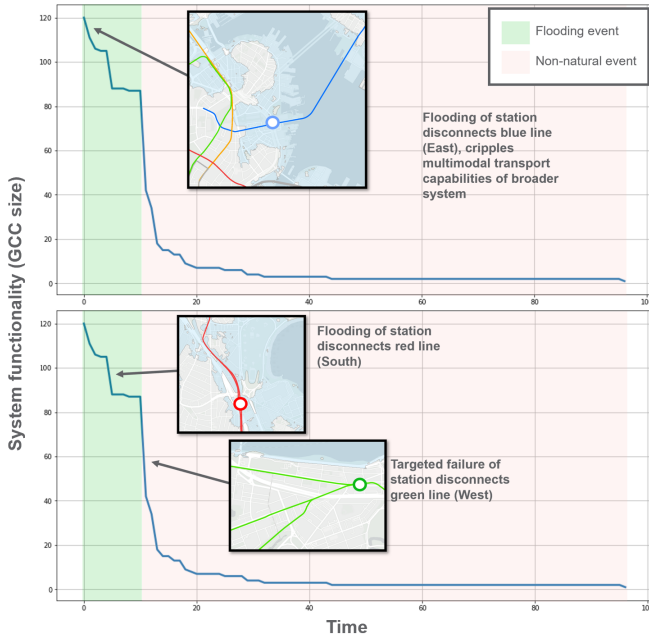 Flooding event
Non-natural event
Flooding of station
disconnects blue line
(East), cripples
multimodal transport
capabilities of broader
system
120
100
80
60
40
20
0
0
20
40
60
80
10
System functionality (GCC size)
Flooding of station
disconnects red line
(South)
Targeted failure of
station disconnects
green line (West)
120
100
80
60
40
20
0
0
20
40
60
80
10
Time